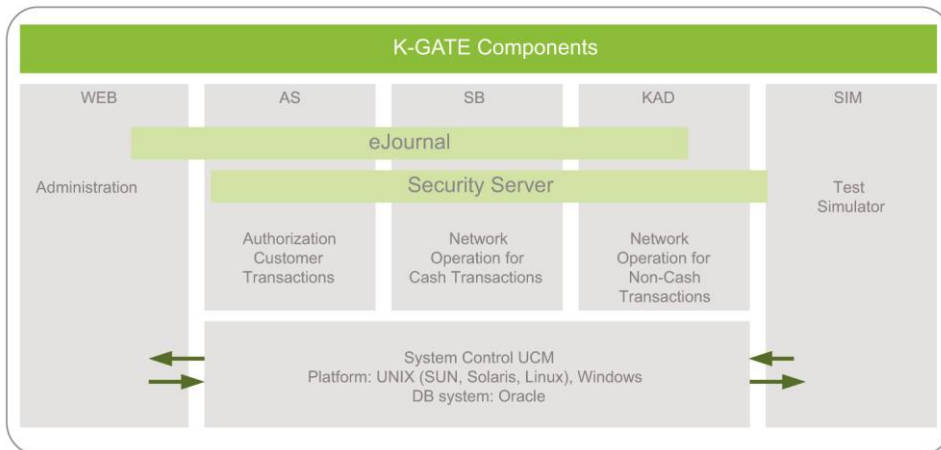 K-GATE Components
WEB
AS
SB
KAD
SIM
eJournal
Security Server
Administration
Test
Simulator
Authorization
Customer
Transactions
Network
Operation for
Cash Transactions
Network
Operation for
Non-Cash
Transactions
System Control UCM
Platform: UNIX (SUN, Solaris, Linux), Windows
DB system: Oracle